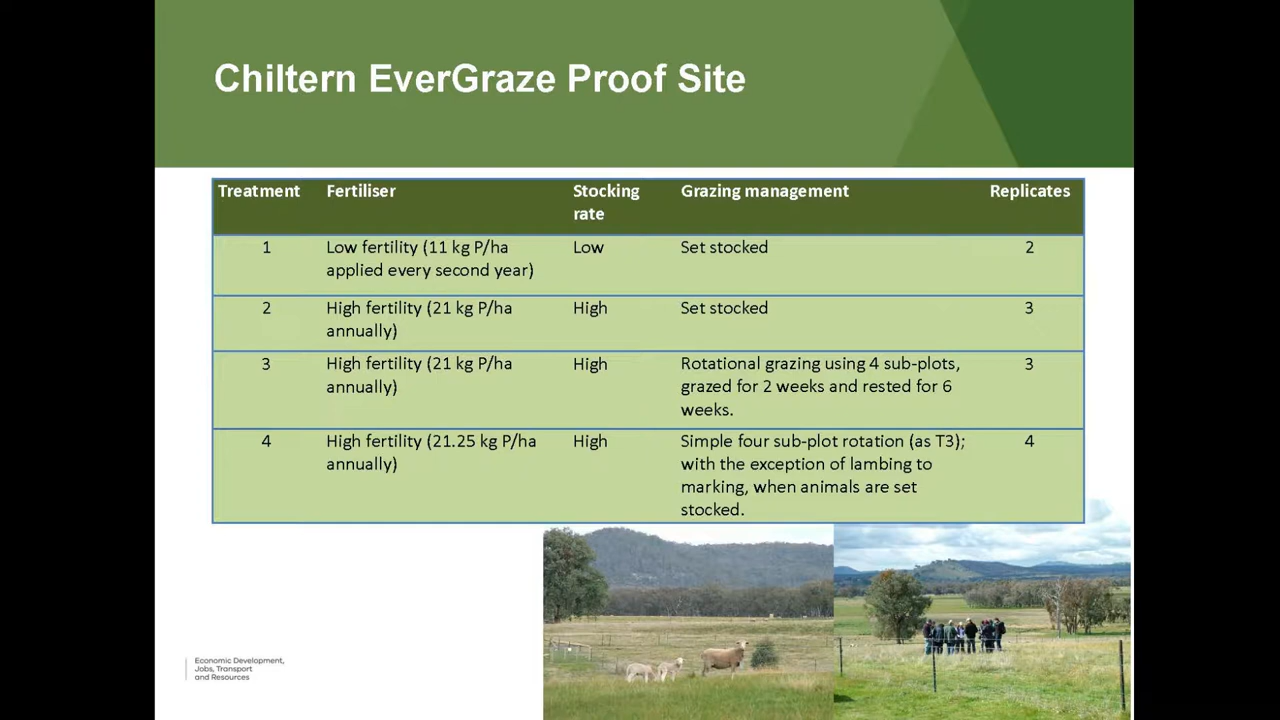 Chiltern EverGraze Proof Site
Treatment Fertiliser Stocking rate Grazing management Replicates
1 Low fertility (11 kg P/ha applied every second year) Low Set stocked 2
2 High fertility (21 kg P/ha annually) High Set stocked 3
3 High fertility (21 kg P/ha annually) High Rotational grazing using 4 sub-plots, grazed for 2 weeks and rested for 6 weeks. 3
4 High fertility (21.25 kg P/ha annually) High Simple four sub-plot rotation (as T3); with the exception of lambing to marking, when animals are set stocked. 4
Economic Development,
Jobs, Transport
and Resources